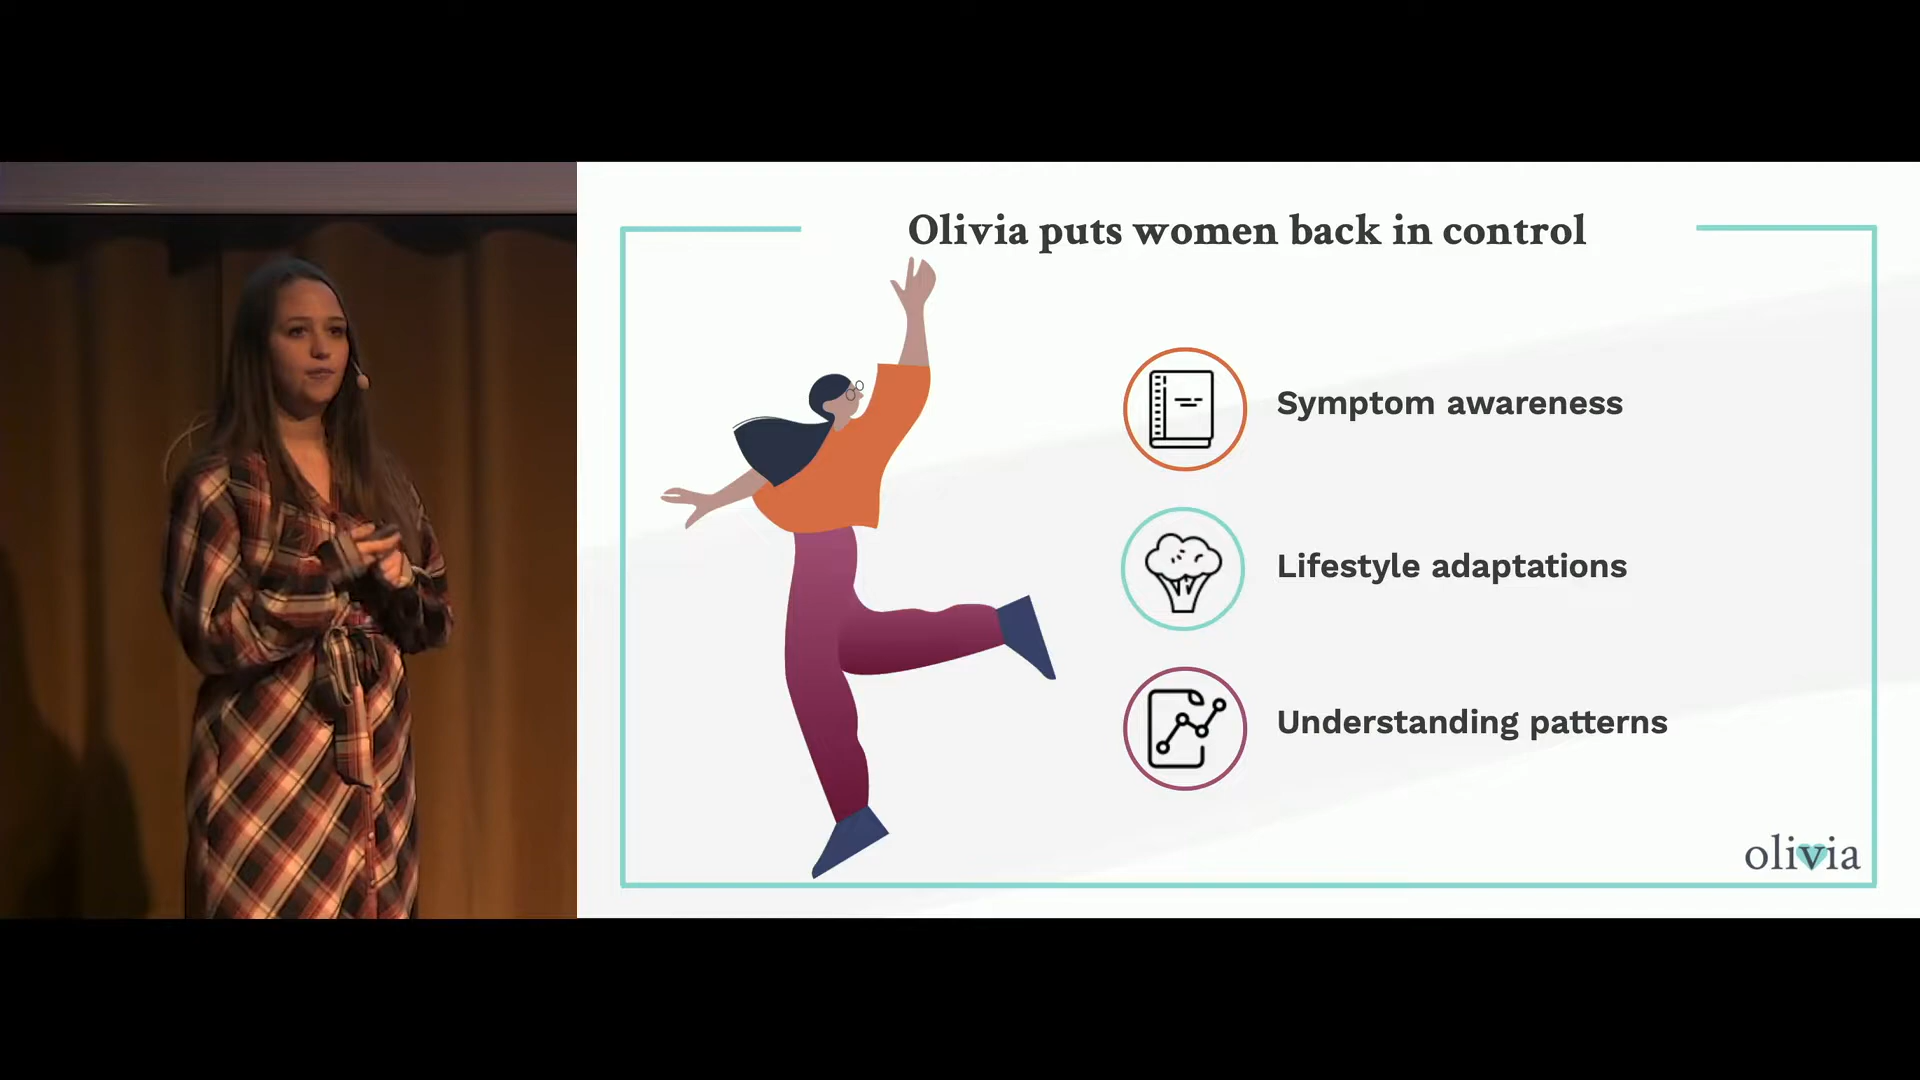 Olivia puts women back in control
Symptom awareness
Lifestyle adaptations
Understanding patterns
olivia